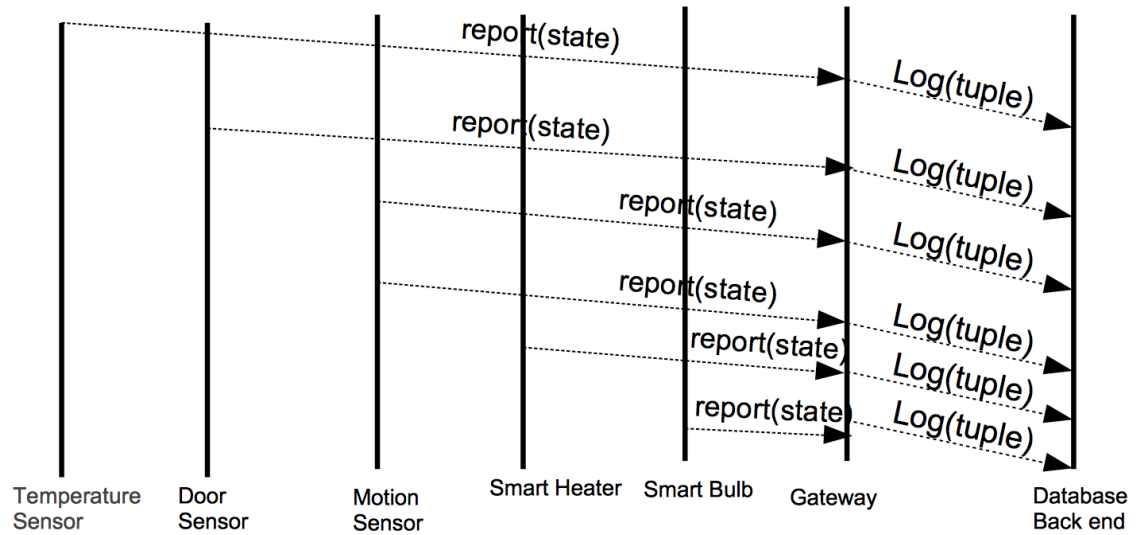 report(state)
Log(tuple)
report(state)
Log(tuple)
report(state)
Log(tuple)
report(state)
Log(tuple)
report(state)
Log(tuple)
report(state)
Log(tuple)
Temperature
Sensor
Door
Sensor
Motion
Sensor
Smart Heater
Smart Bulb
Gateway
Database
Back end